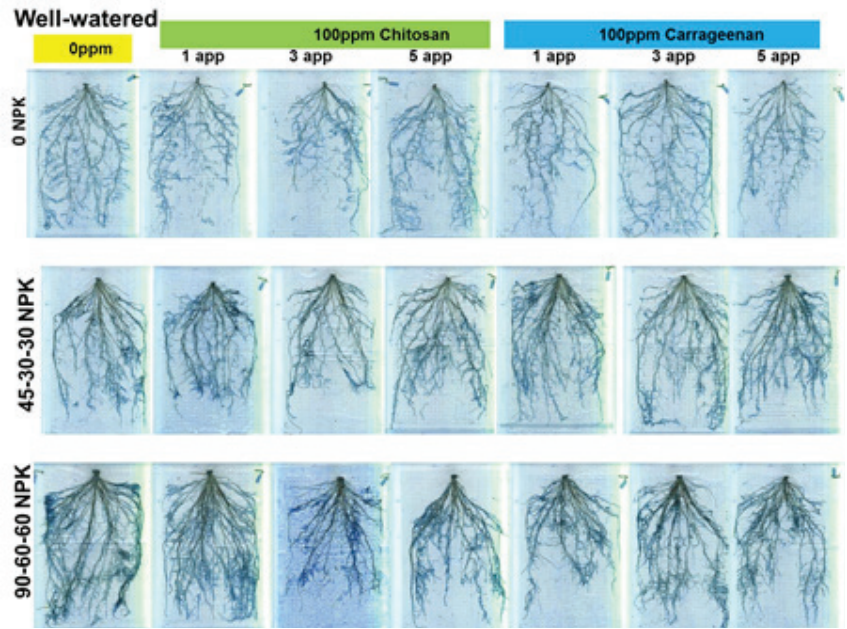 Well-watered
0ppm
100ppm Chitosan
100ppm Carrageenan
1 app 3 app 5 app 1 app 3 app 5 app
0 NPK
45-30-30 NPK
90-60-60 NPK